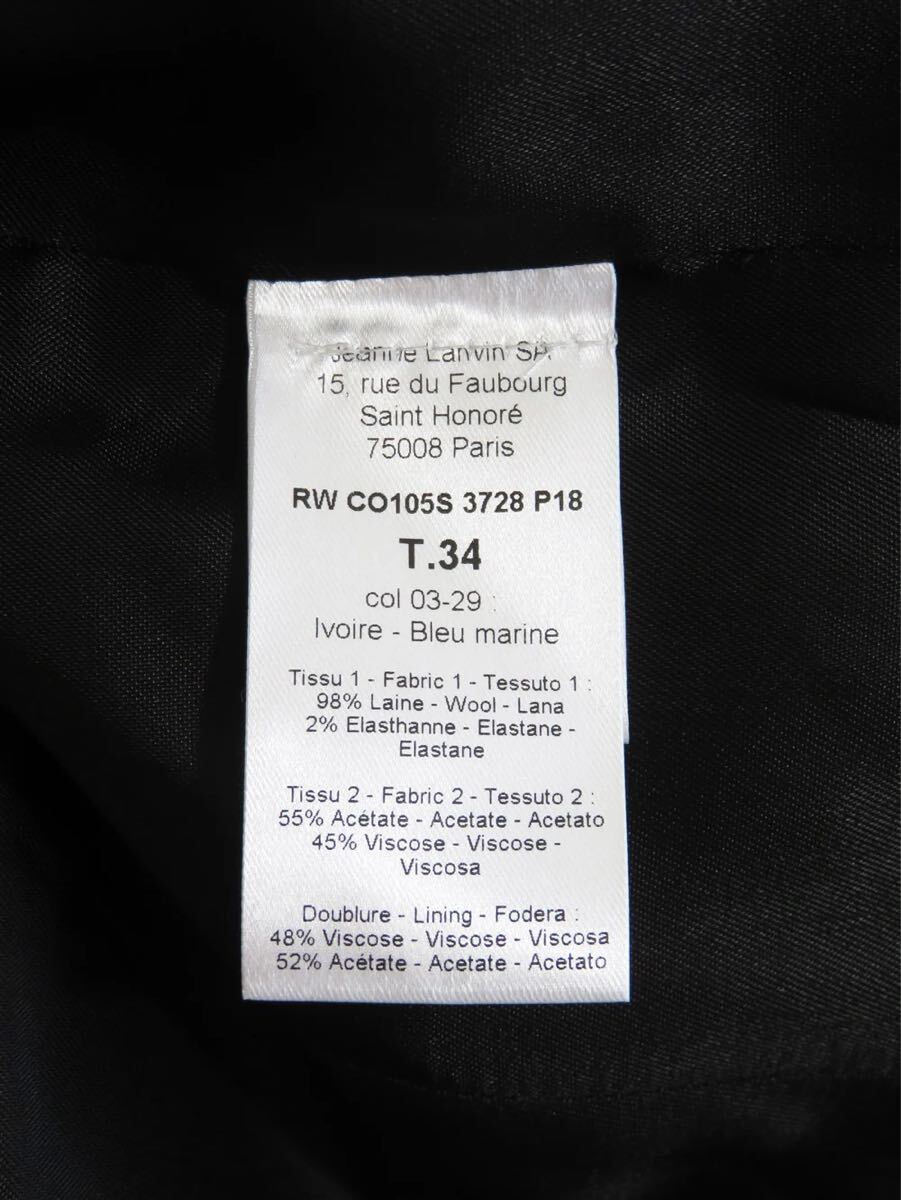 Jeanne Lanvin SA
15, rue du Faubourg
Saint Honoré
75008 Paris
RW CO105S 3728 P18
T.34
col 03-29 :
Ivoire - Bleu marine
Tissu 1 - Fabric 1 - Tessuto 1 :
98% Laine - Wool - Lana
2% Elasthanne - Elastane -
Elastane
Tissu 2 - Fabric 2 - Tessuto 2 :
55% Acétate - Acetate - Acetato
45% Viscose - Viscose -
Viscosa
Doublure - Lining - Fodera :
48% Viscose - Viscose - Viscosa
52% Acétate - Acetate - Acetato